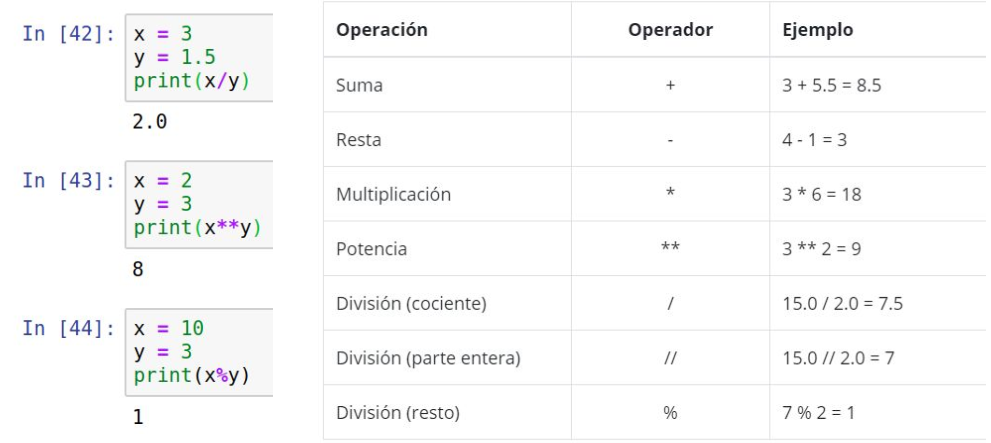 In [42]: x = 3
y = 1.5
print(x/y)
2.0
In [43]: x = 2
y = 3
print(x**y)
8
In [44]: x = 10
y = 3
print(x%y)
1
Operación Operador Ejemplo
Suma + 3 + 5.5 = 8.5
Resta - 4 - 1 = 3
Multiplicación * 3 * 6 = 18
Potencia ** 3 ** 2 = 9
División (cociente) / 15.0 / 2.0 = 7.5
División (parte entera) // 15.0 // 2.0 = 7
División (resto) % 7 % 2 = 1